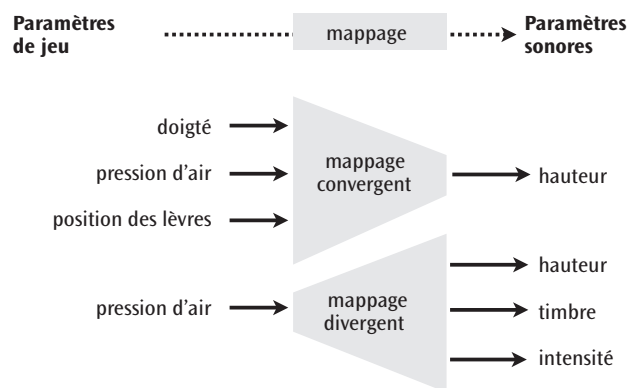 Paramètres
de jeu
mappage
Paramètres
sonores
doigté
pression d’air
position des lèvres
mappage
convergent
hauteur
pression d’air
mappage
divergent
hauteur
timbre
intensité